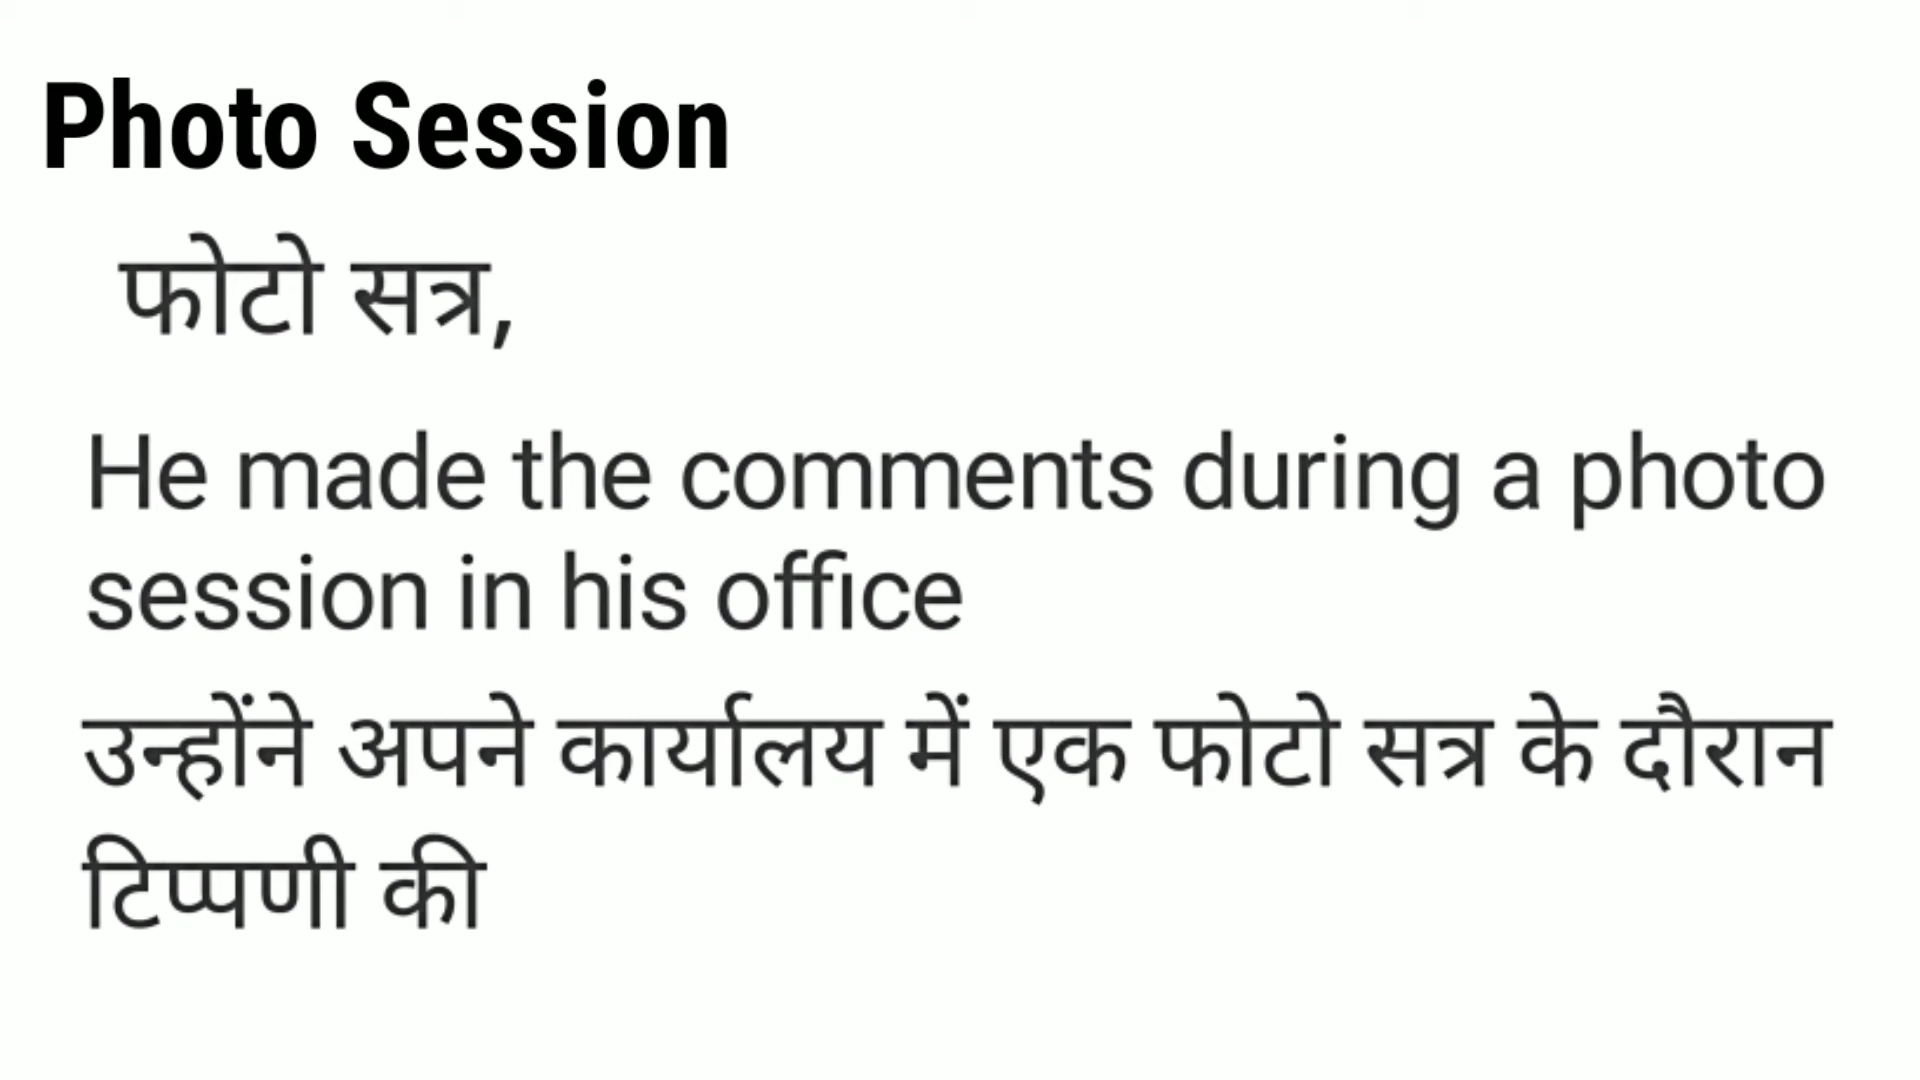 Photo Session
फोटो सत्र,
He made the comments during a photo
session in his office
उन्होंने अपने कार्यालय में एक फोटो सत्र के दौरान
टिप्पणी की